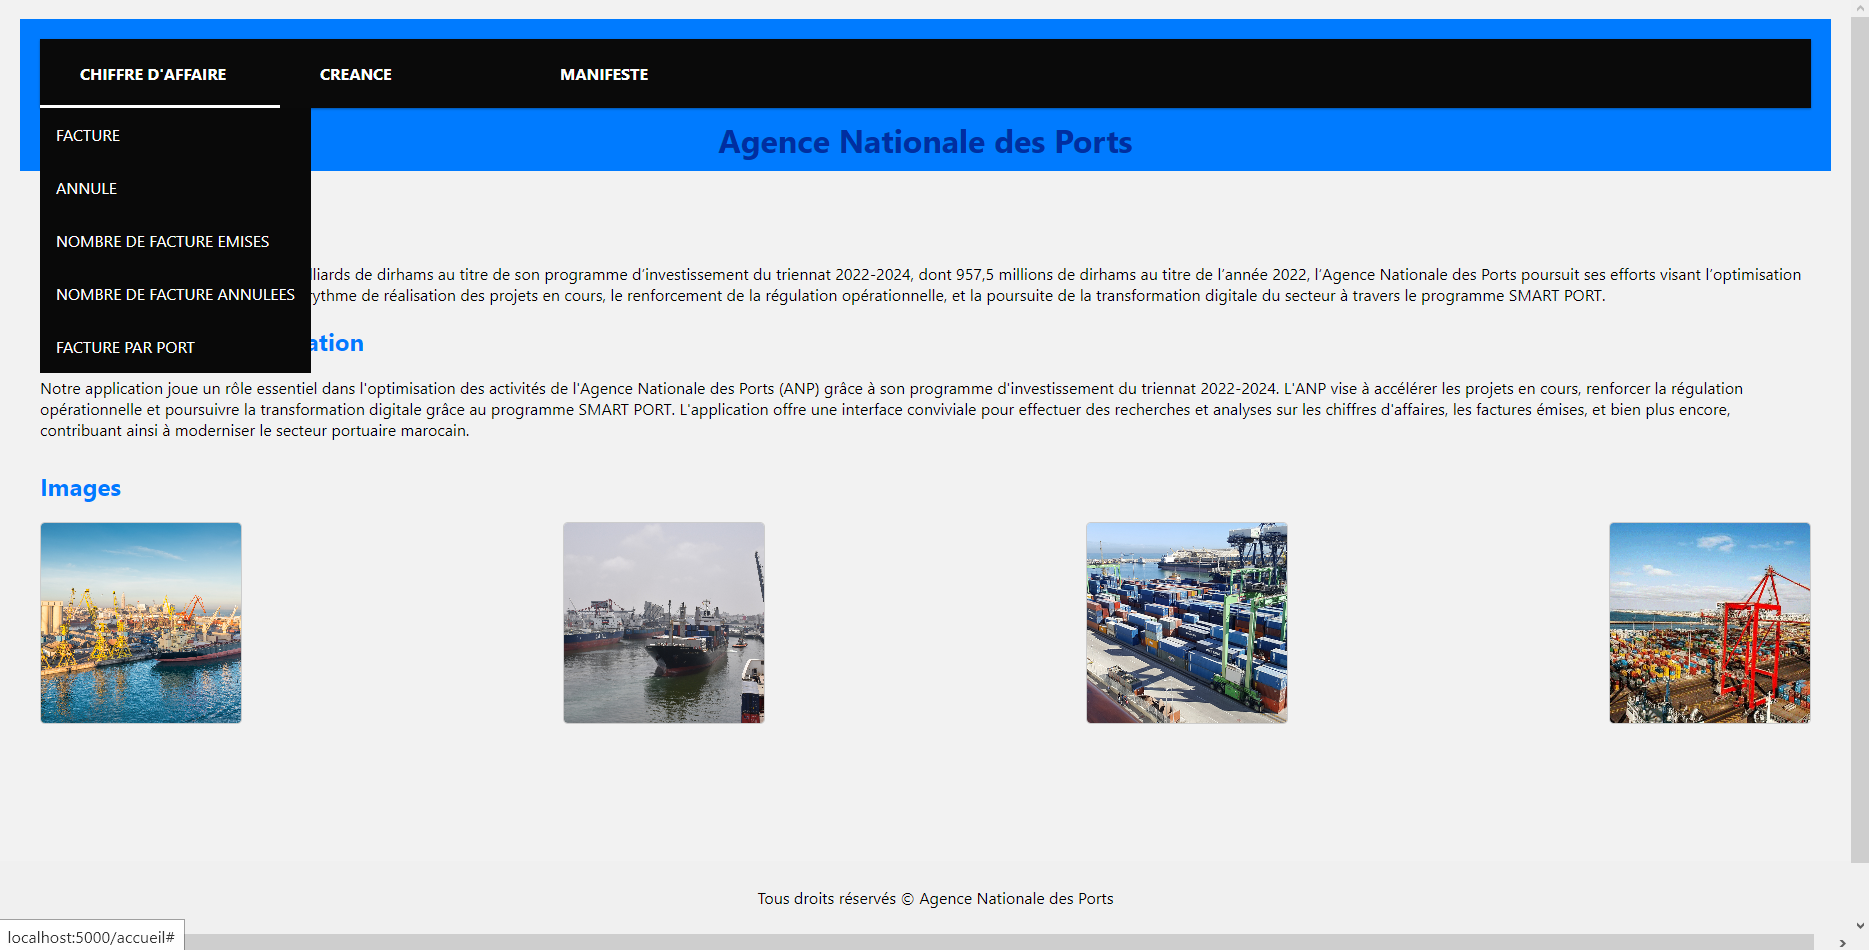 CHIFFRE D'AFFAIRE
CREANCE
MANIFESTE
Agence Nationale des Ports
FACTURE
ANNULE
NOMBRE DE FACTURE EMISES
NOMBRE DE FACTURE ANNULEES
FACTURE PAR PORT
de dirhams au titre de son programme d’investissement du triennat 2022-2024, dont 957,5 millions de dirhams au titre de l’année 2022, l’Agence Nationale des Ports poursuit ses efforts visant l’optimisation
rythme de réalisation des projets en cours, le renforcement de la régulation opérationnelle, et la poursuite de la transformation digitale du secteur à travers le programme SMART PORT.
Notre application joue un rôle essentiel dans l'optimisation des activités de l'Agence Nationale des Ports (ANP) grâce à son programme d'investissement du triennat 2022-2024. L'ANP vise à accélérer les projets en cours, renforcer la régulation
opérationnelle et poursuivre la transformation digitale grâce au programme SMART PORT. L'application offre une interface conviviale pour effectuer des recherches et analyses sur les chiffres d'affaires, les factures émises, et bien plus encore,
contribuant ainsi à moderniser le secteur portuaire marocain.
Images
Tous droits réservés © Agence Nationale des Ports
localhost:5000/accueil#